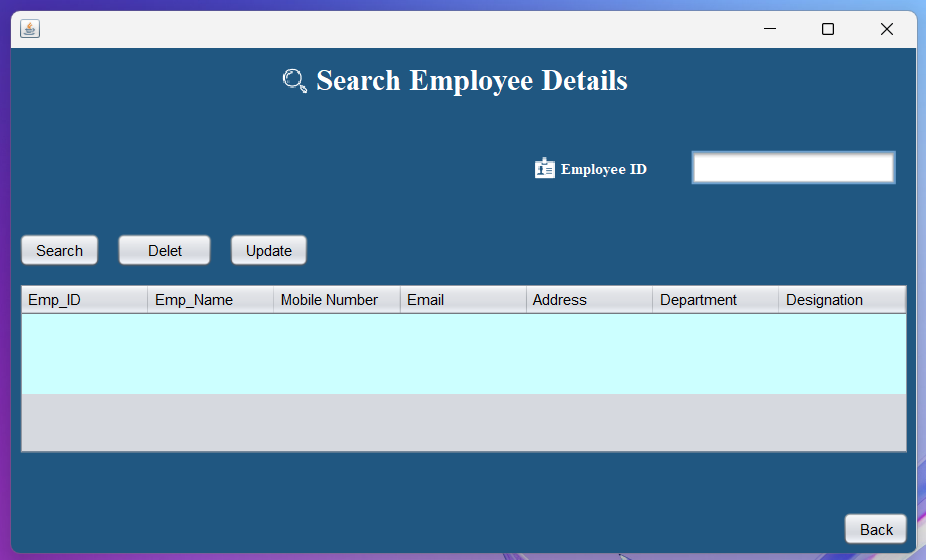 Search Employee Details
Employee ID
Search Delet Update
Emp_ID Emp_Name Mobile Number Email Address Department Designation
Back